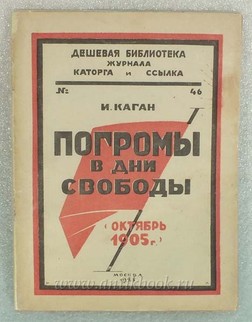 ДЕШЕВАЯ БИБЛИОТЕКА
ЖУРНАЛА
КАТОРГА И ССЫЛКА
№: 46
И. КАГАН
ПОГРОМЫ
В ДНИ
СВОБОДЫ
(ОКТЯБРЬ
1905 г.)
МОСКВА